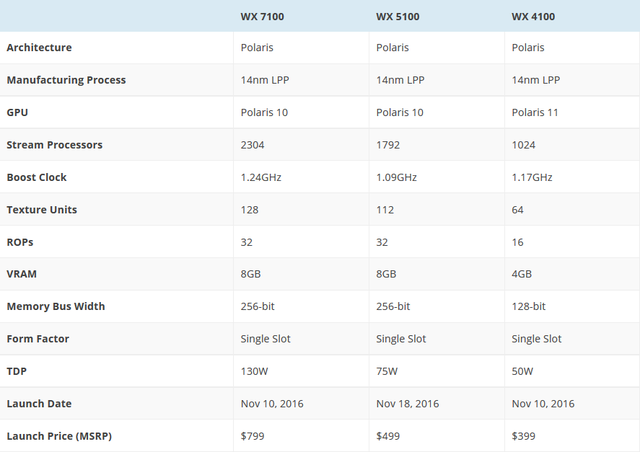 WX 7100 WX 5100 WX 4100
Architecture Polaris Polaris Polaris
Manufacturing Process 14nm LPP 14nm LPP 14nm LPP
GPU Polaris 10 Polaris 10 Polaris 11
Stream Processors 2304 1792 1024
Boost Clock 1.24GHz 1.09GHz 1.17GHz
Texture Units 128 112 64
ROPs 32 32 16
VRAM 8GB 8GB 4GB
Memory Bus Width 256-bit 256-bit 128-bit
Form Factor Single Slot Single Slot Single Slot
TDP 130W 75W 50W
Launch Date Nov 10, 2016 Nov 18, 2016 Nov 10, 2016
Launch Price (MSRP) $799 $499 $399